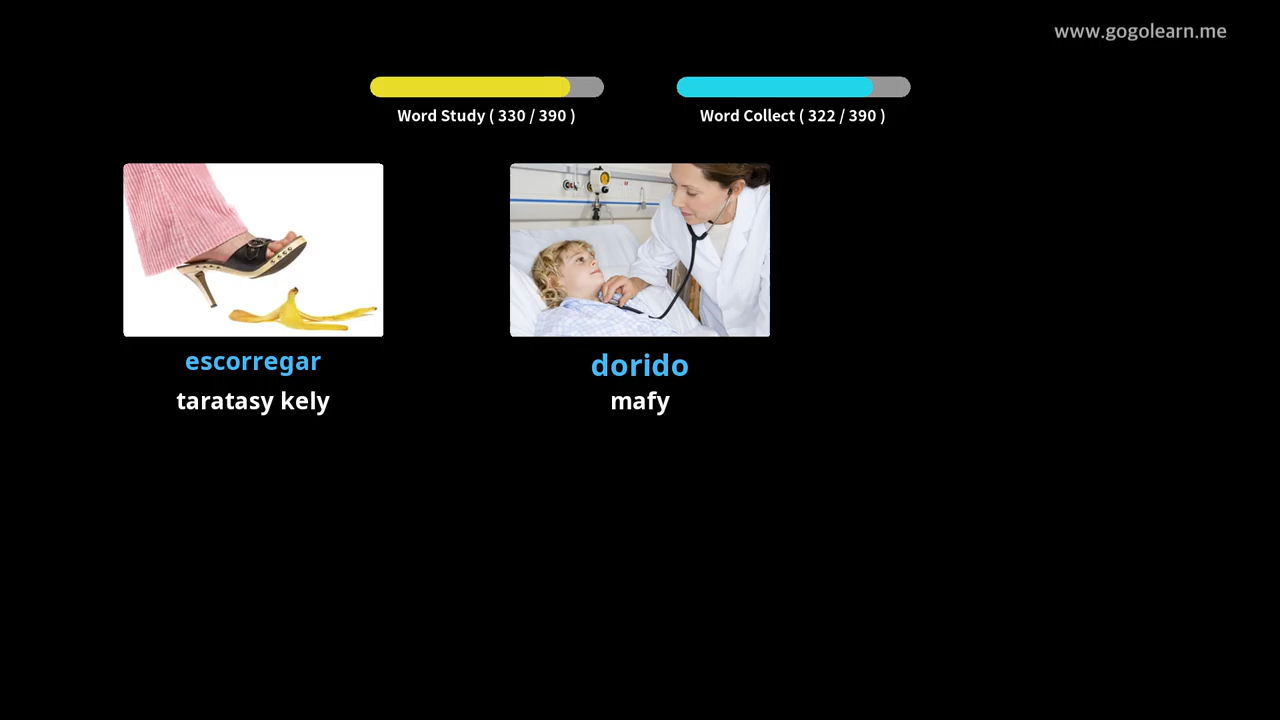 www.gogolearn.me
Word Study ( 330 / 390 )
Word Collect ( 322 / 390 )
escorregar
taratasy kely
dorido
mafy